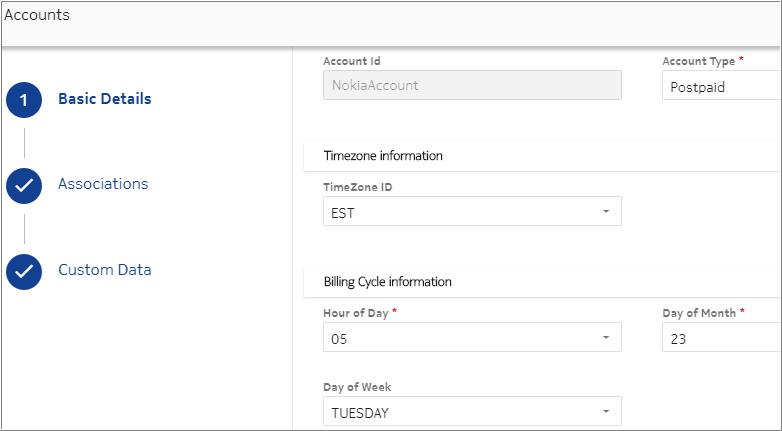 Accounts
1 Basic Details
Associations
Custom Data
Account Id Account Type *
NokiaAccount Postpaid
Timezone information
TimeZone ID
EST
Billing Cycle information
Hour of Day * Day of Month *
05 23
Day of Week
TUESDAY